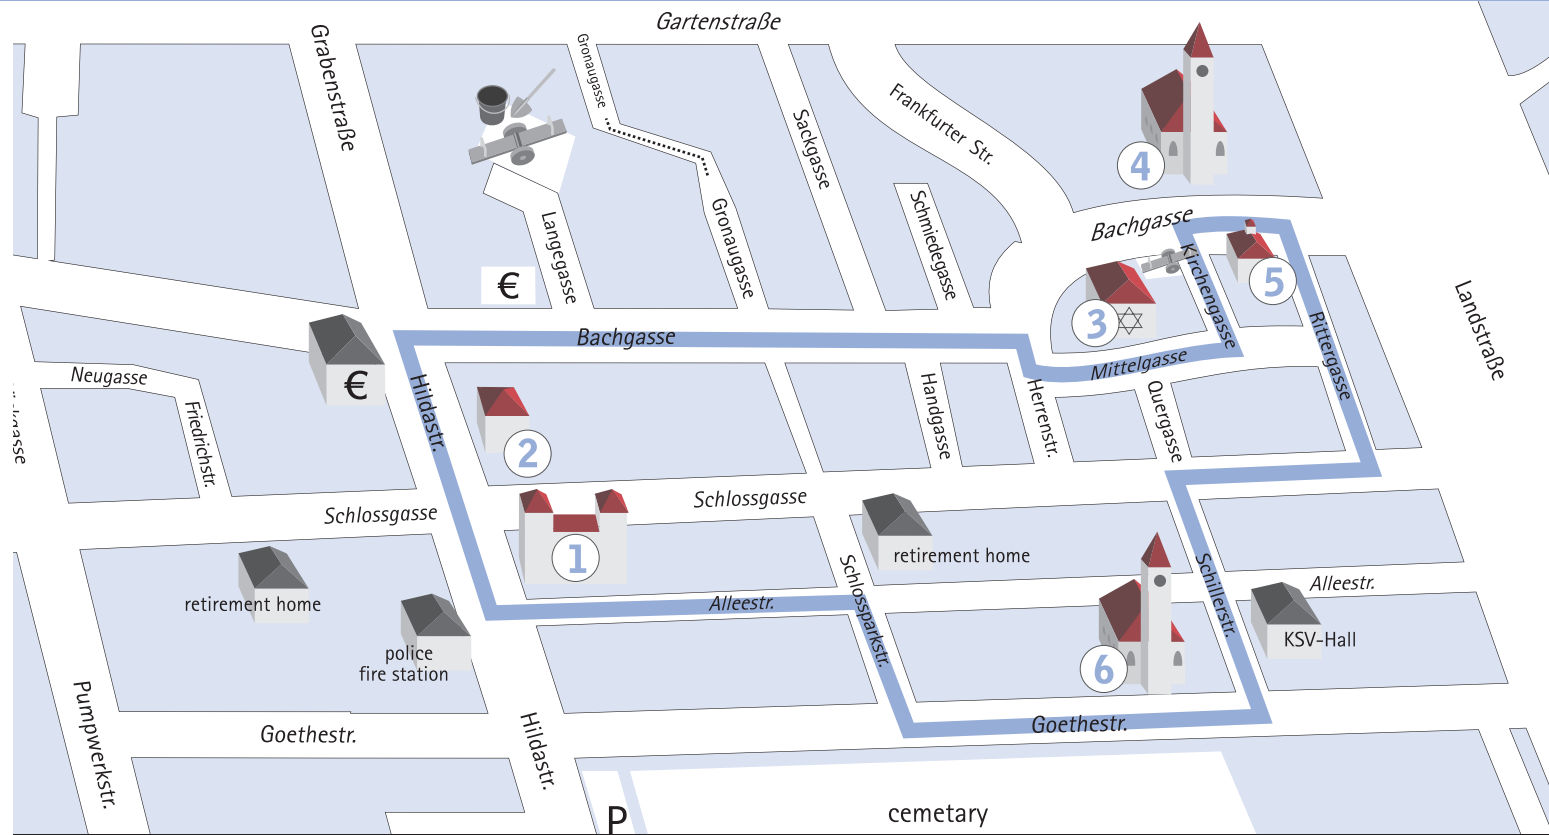 Gartenstraße
Grabenstraße
Gronaugasse
Frankfurter Str.
Sackgasse
4
Schmiedegasse
Gronaugasse
Langegasse
Bachgasse
Kirchengasse
5
€
3
Landstraße
Rittergasse
Bachgasse
Mittelgasse
€
Neugasse
Hildastr.
Handgasse
Herrenstr.
Quergasse
Friedrichstr.
2
Schlossgasse
Schlossgasse
1
retirement home
Schlossparkstr.
Schillerstr.
Alleestr.
retirement home
Alleestr.
police
fire station
KSV-Hall
6
Pumpwerkstr.
Goethestr.
Hildastr.
Goethestr.
P
cemetary